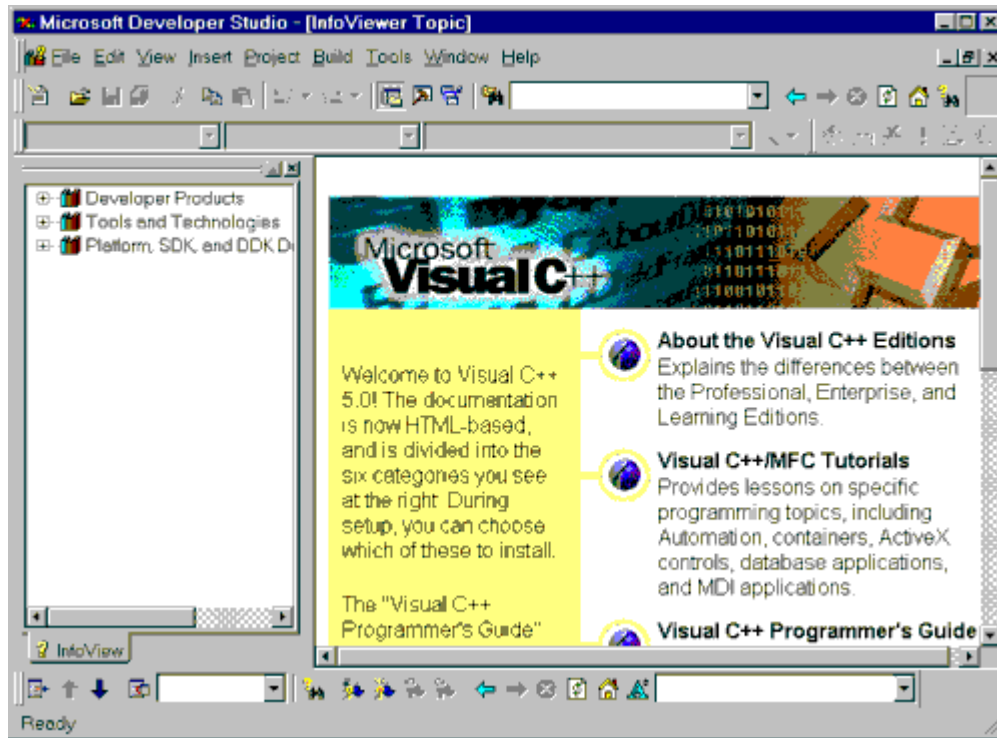 Microsoft Developer Studio - [InfoViewer Topic]
File Edit View Insert Project Build Tools Window Help
Developer Products
Tools and Technologies
Platform, SDK, and DDK D
InfoView
Microsoft
Visual C++
Welcome to Visual C++
5.0! The documentation
is now HTML-based,
and is divided into the
six categories you see
at the right. During
setup, you can choose
which of these to install.
The "Visual C++
Programmer's Guide"
About the Visual C++ Editions
Explains the differences between
the Professional, Enterprise, and
Learning Editions.
Visual C++/MFC Tutorials
Provides lessons on specific
programming topics, including
Automation, containers, ActiveX
controls, database applications,
and MDI applications.
Visual C++ Programmer's Guide
Ready